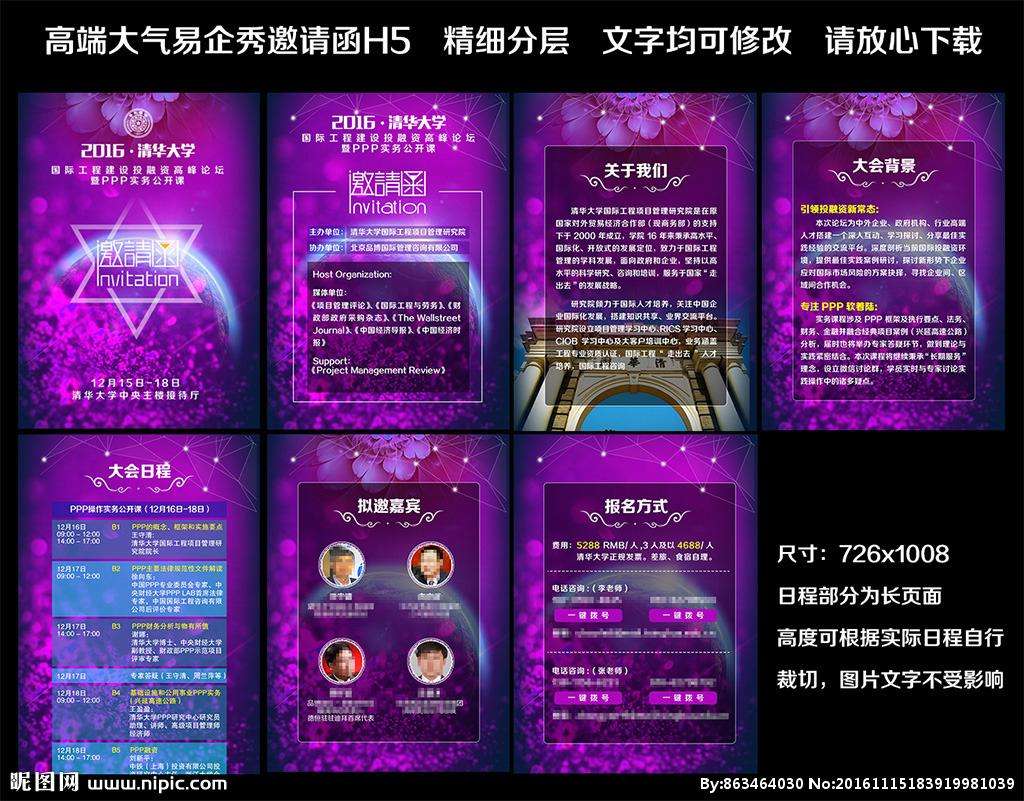 高端大气易企秀邀请函H5 精细分层 文字均可修改 请放心下载
2016·清华大学
国际工程建设投融资高峰论坛
暨PPP实务公开课
邀請函
Invitation
12月15日-18日
清华大学中央主楼接待厅
2016·清华大学
国际工程建设投融资高峰论坛
暨PPP实务公开课
邀請函
Invitation
主办单位：清华大学国际工程项目管理研究院
协办单位：北京品博国际管理咨询有限公司
Host Organization:
媒体单位:
《项目管理评论》、《国际工程与劳务》、《财
政部政府采购杂志》、《The Wallstreet
Journal》、《中国经济导报》、《中国经济时
报》
Support:
《Project Management Review》
关于我们
清华大学国际工程项目管理研究院是在原
国家对外贸易经济合作部（现商务部）的支持
下于 2000 年成立，学院 16 年来秉承高水平、
国际化、开放式的发展定位，致力于国际工程
管理的学科发展，面向政府和企业，坚持以高
水平的科学研究、咨询和培训，服务于国家“走
出去”的发展战略。
研究院倾力于国际人才培养，关注中国企
业国际化发展，搭建知识共享、业界交流平台。
研究院设立项目管理学习中心、RICS 学习中心、
CIOB 学习中心及大客户培训中心，业务涵盖
工程专业资质认证，国际工程“走出去”人才
培养，国际工程咨询
大会背景
引领投融资新常态：
本次论坛为中外企业、政府机构、行业高端
人才搭建一个深入互动、学习探讨、分享最佳实
践经验的交流平台。深度剖析当前国际投融资环
境，提供最佳实践案例研讨，探讨新形势下企业
应对国际市场风险的方案抉择，寻找企业间、区
域间合作机会。
专注 PPP 软着陆：
实务课程涉及 PPP 框架及执行要点、法务、
财务、金融并融合经典项目案例（兴延高速公路）
分析，届时也将举办专家答疑环节，做到理论与
实践紧密结合。本次课程将继续秉承“长期服务”
理念，设立微信讨论群，学员实时与专家讨论实
践操作中的诸多疑点。
大会日程
PPP操作实务公开课（12月16日-18日）
12月16日 B1 PPP的概念、框架和实施要点
09:00 - 12:00 王守清：
14:00 - 17:00 清华大学国际工程项目管理研
究院院长
12月17日 B2 PPP主要法律规范性文件解读
09:00 - 12:00 徐向东：
中国PPP专业委员会专家、中
央财经大学PPP LAB首席法律
专家、中国国际工程咨询有限公
司后评价专家
12月17日 B3 PPP财务分析与物有所值
14:00 - 17:00 谢娜：
清华大学博士、中央财经大学
副教授、财政部PPP示范项目
评审专家
12月17日 专家答疑（王守清、周兰萍等）
12月18日 B4 基础设施和公用事业PPP实务
09:00 - 12:00 （兴延高速公路）
王盈盈：
清华大学PPP研究中心研究员
助理、讲师、高级项目管理师
经济师
12月18日 B5 PPP融资
14:00 - 17:00 刘新平：
中铁（上海）投资有限公司投
拟邀嘉宾
德恒驻驻迪拜首席代表
报名方式
费用：5288 RMB/ 人，3 人及以 4688/ 人
清华大学正规发票。差旅、食宿自理。
电话咨询：（李老师）
一键拨号 一键拨号
电话咨询：（张老师）
一键拨号 一键拨号
尺寸：726x1008
日程部分为长页面
高度可根据实际日程自行
裁切，图片文字不受影响
昵图网 www.nipic.com
By:863464030 No:20161115183919981039